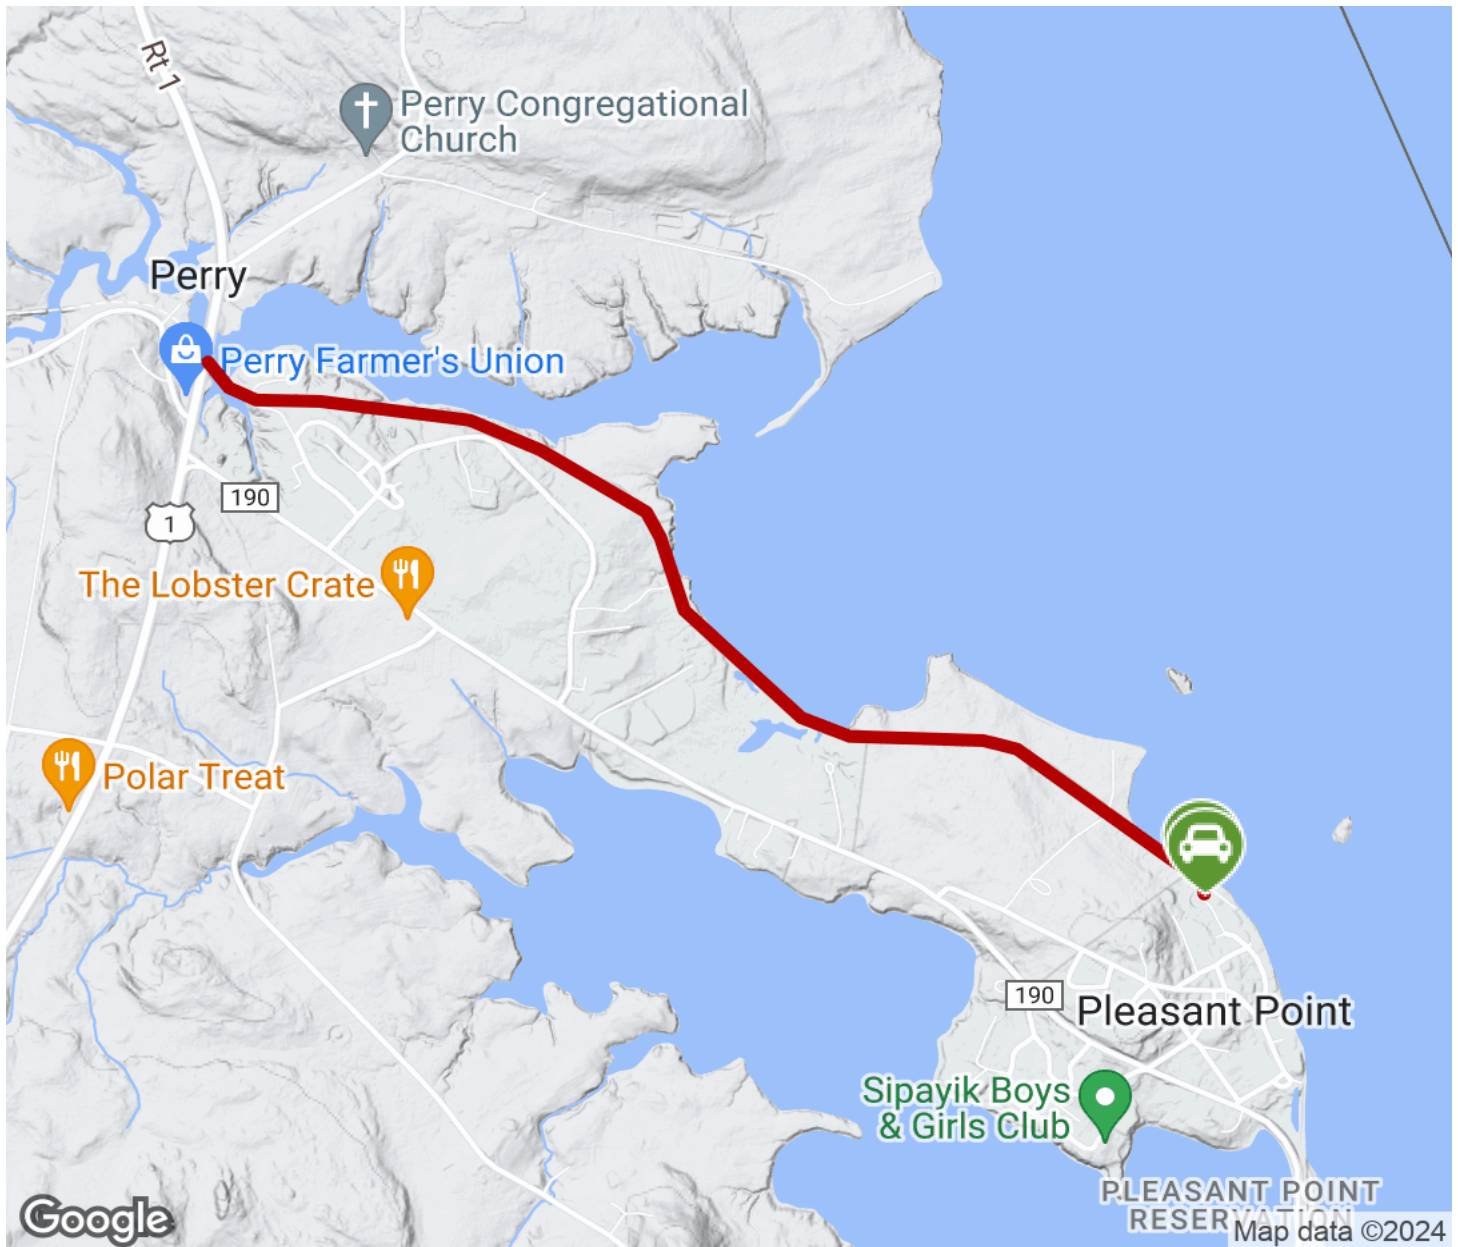 Rt 1
Perry Congregational
Church
Perry
Perry Farmer's Union
190
1
The Lobster Crate
Polar Treat
190
Pleasant Point
Sipayik Boys
& Girls Club
PLEASANT POINT
RESERVATION
Google
Map data ©2024